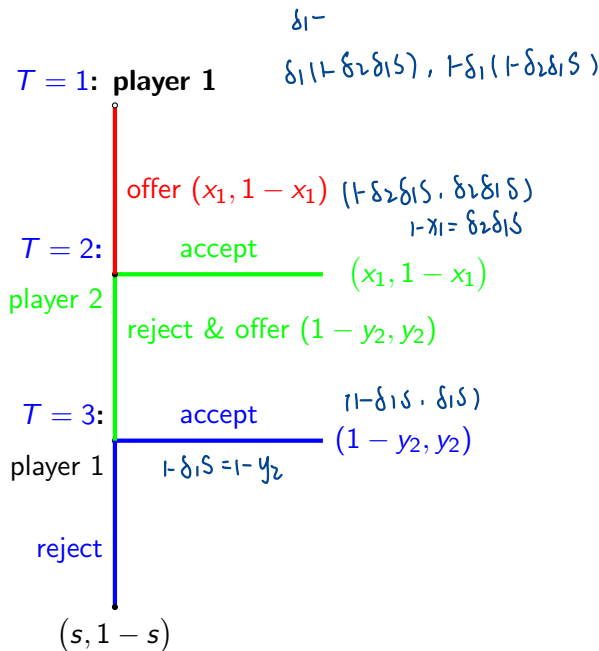 δ1-
δ1(1-δ2δ1s), 1-δ1(1-δ2δ1s)
T = 1: player 1
offer (x₁, 1 − x₁) (1-δ2δ1s, δ2δ1s)
1-x1= δ2δ1s
T = 2:
accept
(x₁, 1 − x₁)
player 2
reject & offer (1 − y₂, y₂)
(1-δ1s, δ1s)
T = 3:
accept
(1 − y₂, y₂)
player 1
1-δ1s = 1-y2
reject
(s, 1 − s)